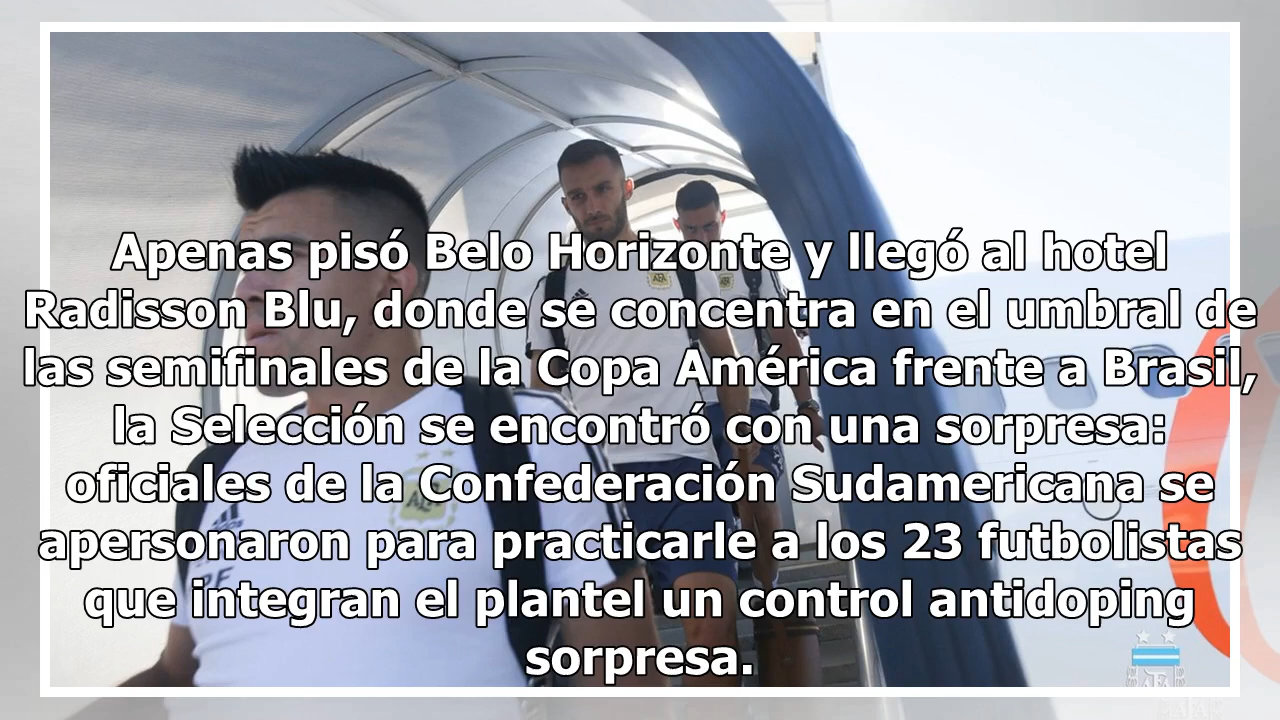 Apenas pisó Belo Horizonte y llegó al hotel
Radisson Blu, donde se concentra en el umbral de
las semifinales de la Copa América frente a Brasil,
la Selección se encontró con una sorpresa:
oficiales de la Confederación Sudamericana se
apersonaron para practicarle a los 23 futbolistas
que integran el plantel un control antidoping
sorpresa.